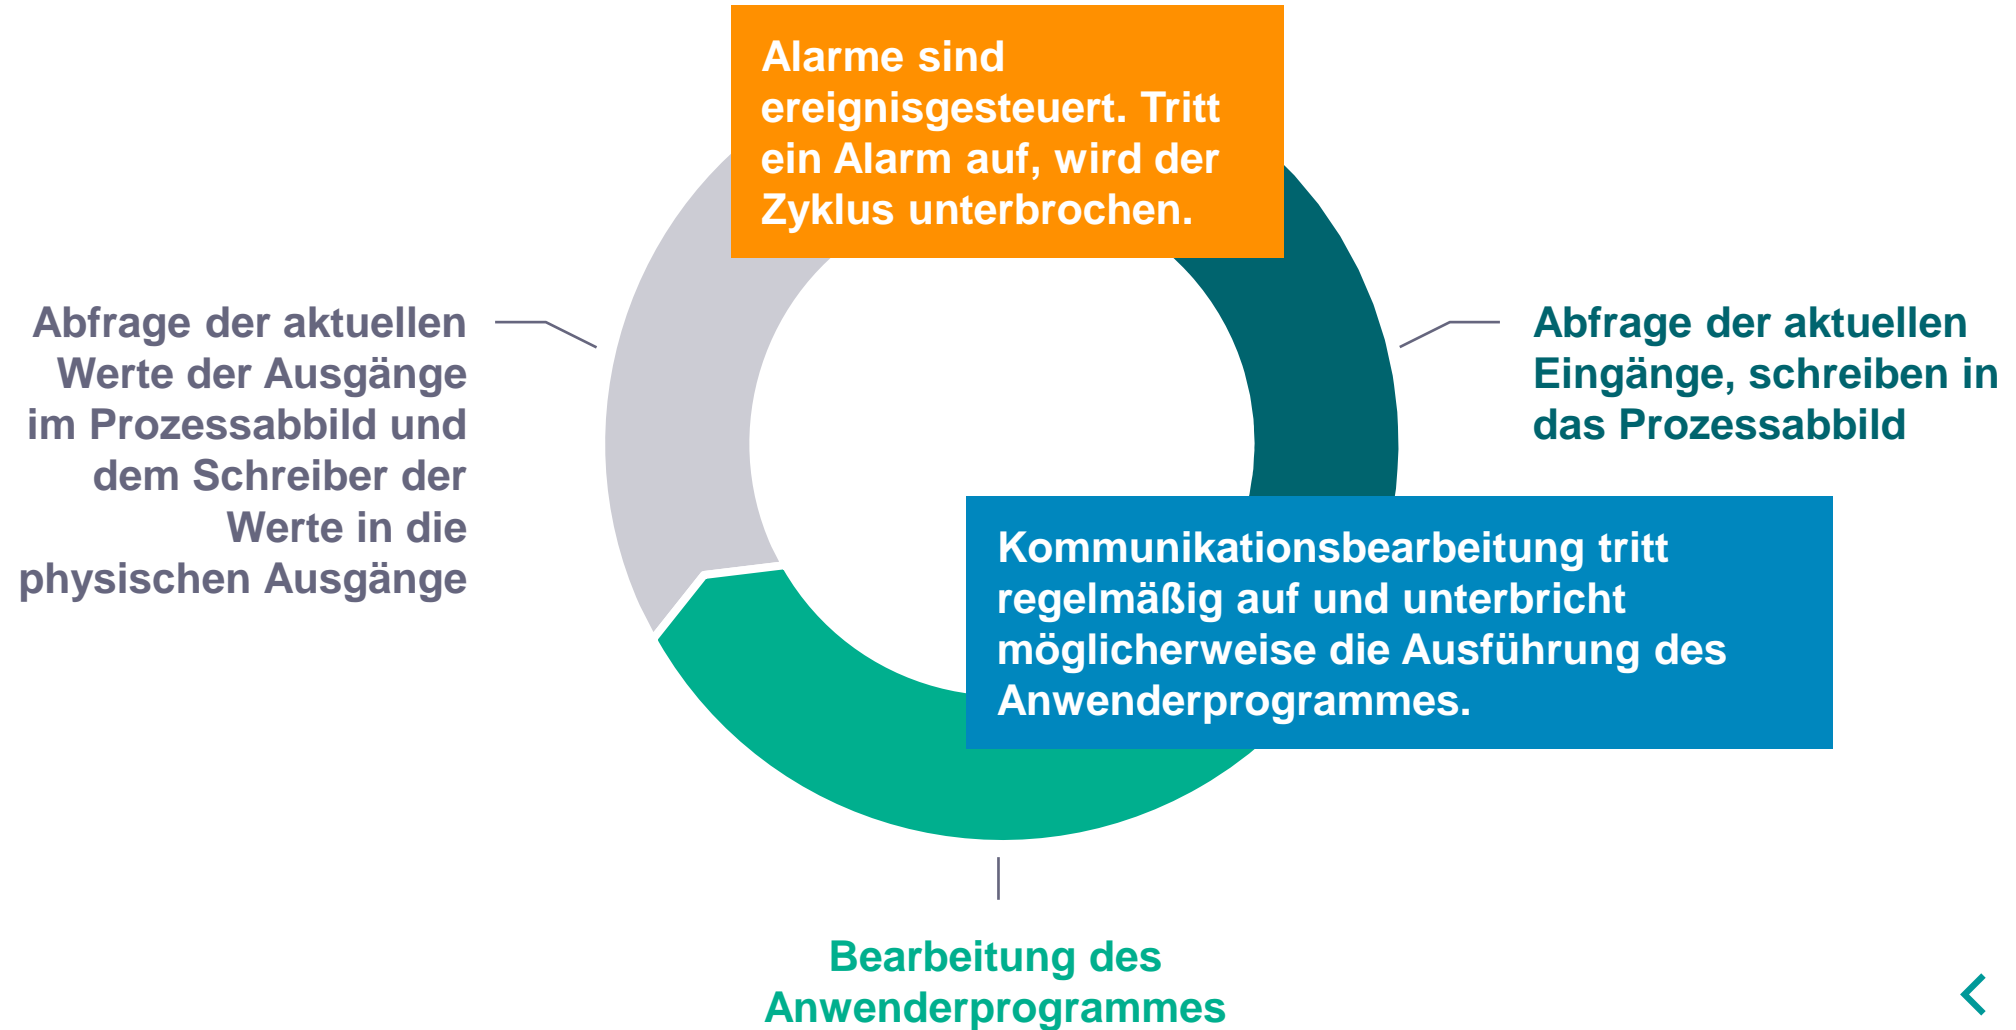 Alarme sind
ereignisgesteuert. Tritt
ein Alarm auf, wird der
Zyklus unterbrochen.
Abfrage der aktuellen
Werte der Ausgänge
im Prozessabbild und
dem Schreiber der
Werte in die
physischen Ausgänge
Abfrage der aktuellen
Eingänge, schreiben in
das Prozessabbild
Kommunikationsbearbeitung tritt
regelmäßig auf und unterbricht
möglicherweise die Ausführung des
Anwenderprogrammes.
Bearbeitung des
Anwenderprogrammes